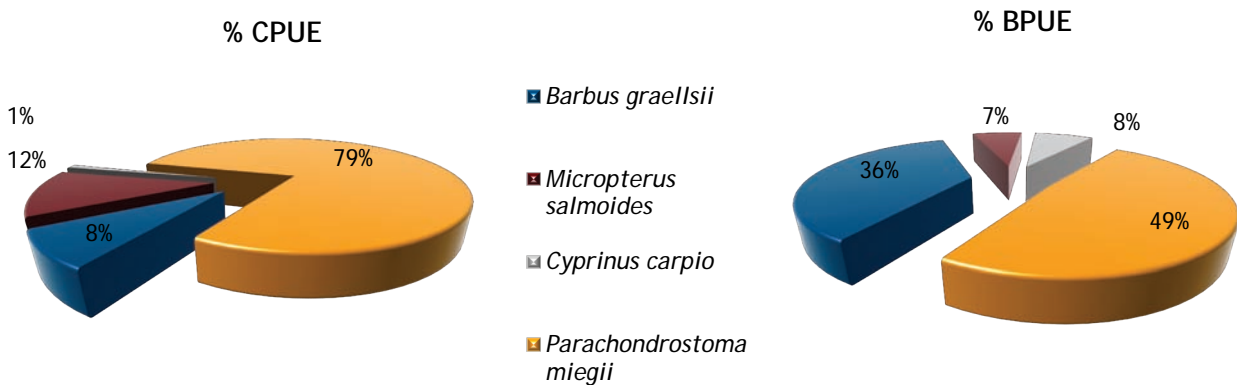 % CPUE
1%
12%
8%
79%
Barbus graellsii
Micropterus
salmoides
Cyprinus carpio
Parachondrostoma
miegii
% BPUE
36%
7%
8%
49%